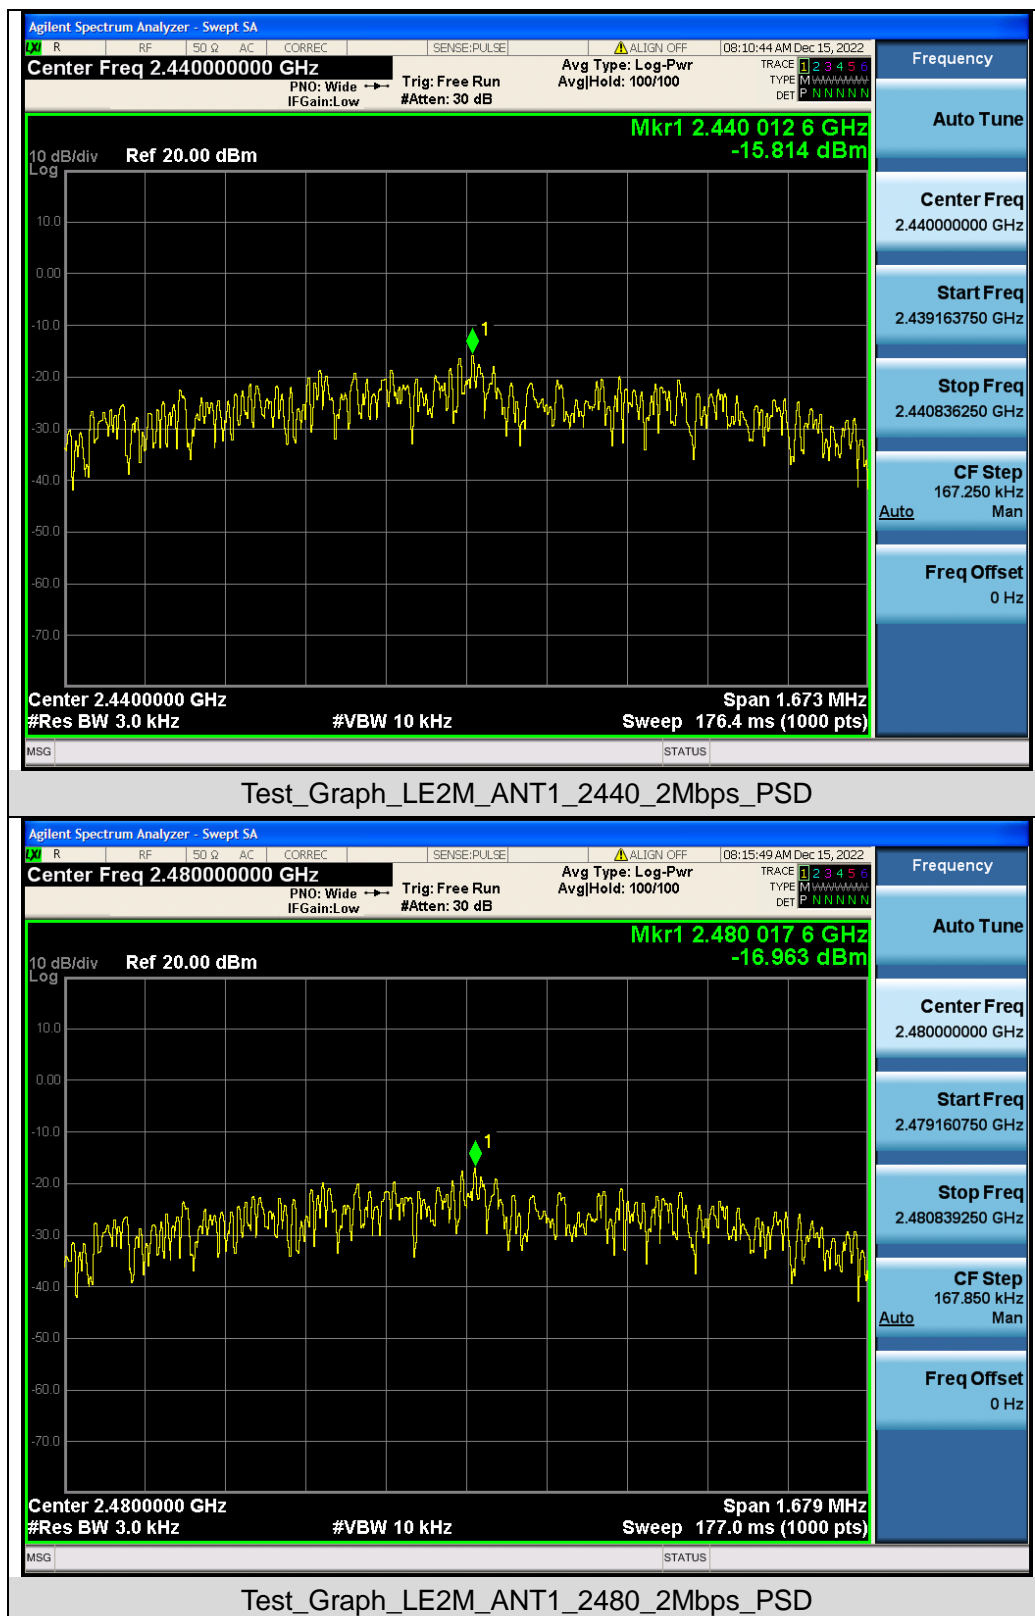 Agilent Spectrum Analyzer - Swept SA
LXI R RF 50 Ω AC CORREC SENSE:PULSE ALIGN OFF 08:10:44 AM Dec 15, 2022
Center Freq 2.440000000 GHz
PNO: Wide
IFGain:Low
Trig: Free Run
#Atten: 30 dB
Avg Type: Log-Pwr
Avg|Hold: 100/100
TRACE 1 2 3 4 5 6
TYPE M
DET P N N N N N
Mkr1 2.440 012 6 GHz
-15.814 dBm
10 dB/div Ref 20.00 dBm
Log
10.0
0.00
-10.0
1
-20.0
-30.0
-40.0
-50.0
-60.0
-70.0
Center 2.4400000 GHz Span 1.673 MHz
#Res BW 3.0 kHz #VBW 10 kHz Sweep 176.4 ms (1000 pts)
MSG STATUS
Frequency
Auto Tune
Center Freq
2.440000000 GHz
Start Freq
2.439163750 GHz
Stop Freq
2.440836250 GHz
CF Step
167.250 kHz
Auto Man
Freq Offset
0 Hz
Test_Graph_LE2M_ANT1_2440_2Mbps_PSD
Agilent Spectrum Analyzer - Swept SA
LXI R RF 50 Ω AC CORREC SENSE:PULSE ALIGN OFF 08:15:49 AM Dec 15, 2022
Center Freq 2.480000000 GHz
PNO: Wide
IFGain:Low
Trig: Free Run
#Atten: 30 dB
Avg Type: Log-Pwr
Avg|Hold: 100/100
TRACE 1 2 3 4 5 6
TYPE M
DET P N N N N N
Mkr1 2.480 017 6 GHz
-16.963 dBm
10 dB/div Ref 20.00 dBm
Log
10.0
0.00
-10.0
1
-20.0
-30.0
-40.0
-50.0
-60.0
-70.0
Center 2.4800000 GHz Span 1.679 MHz
#Res BW 3.0 kHz #VBW 10 kHz Sweep 177.0 ms (1000 pts)
MSG STATUS
Frequency
Auto Tune
Center Freq
2.480000000 GHz
Start Freq
2.479160750 GHz
Stop Freq
2.480839250 GHz
CF Step
167.850 kHz
Auto Man
Freq Offset
0 Hz
Test_Graph_LE2M_ANT1_2480_2Mbps_PSD